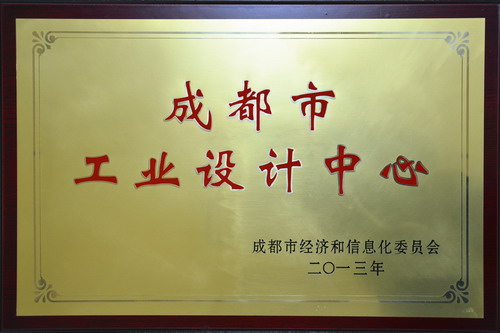 成都市
工业设计中心
成都市经济和信息化委员会
二〇一三年